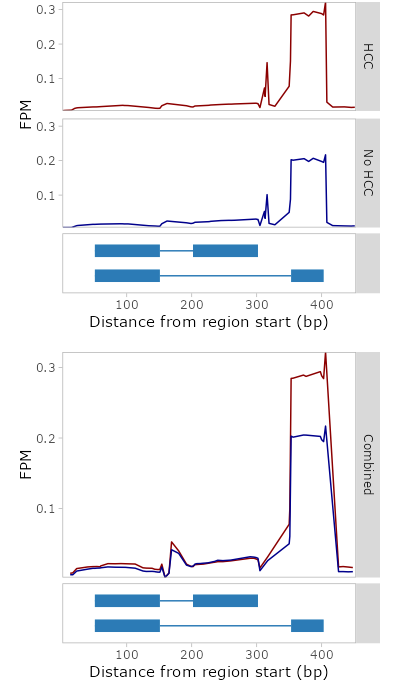 0.3
0.2
0.1
HCC
FPM
0.3
0.2
0.1
No HCC
100 200 300 400
Distance from region start (bp)
0.3
0.2
0.1
FPM
Combined
100 200 300 400
Distance from region start (bp)